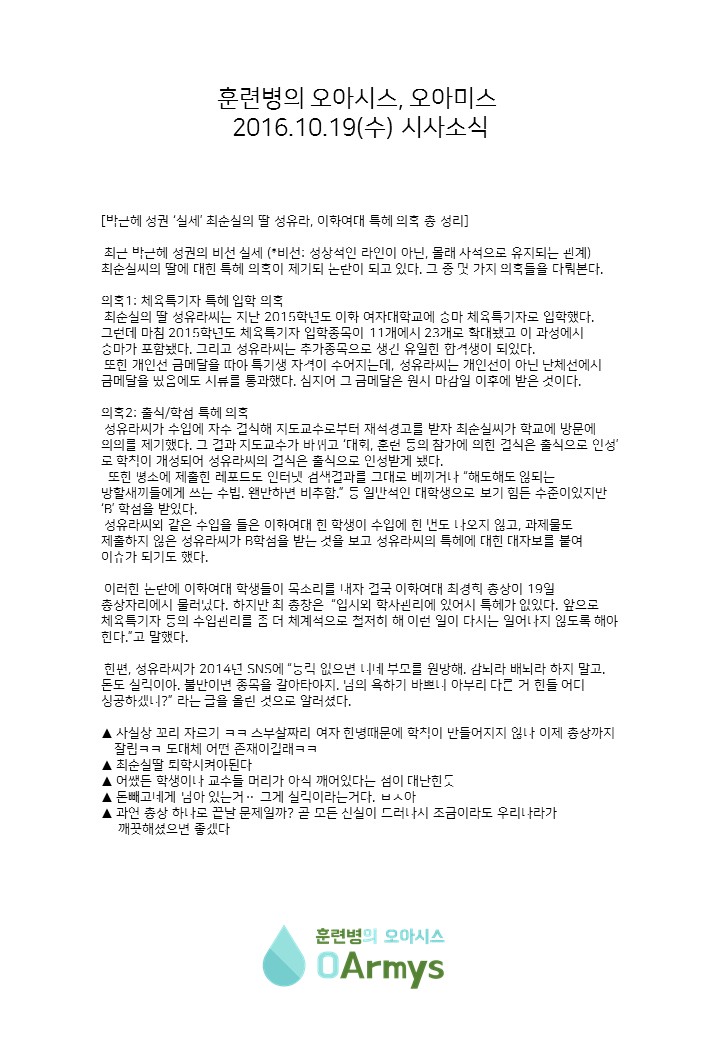 훈련병의 오아시스, 오아미스
2016.10.19(수) 시사소식
[박근혜 정권 '실세' 최순실의 딸 정유라, 이화여대 특혜 의혹 총 정리]
최근 박근혜 정권의 비선 실세 (*비선: 정상적인 라인이 아닌, 몰래 사적으로 유지되는 관계)
최순실씨의 딸에 대한 특혜 의혹이 제기되 논란이 되고 있다. 그 중 몇 가지 의혹들을 다뤄본다.
의혹1: 체육특기자 특혜 입학 의혹
최순실의 딸 정유라씨는 지난 2015학년도 이화 여자대학교에 승마 체육특기자로 입학했다.
그런데 마침 2015학년도 체육특기자 입학종목이 11개에서 23개로 확대됐고 이 과정에서
승마가 포함됐다. 그리고 정유라씨는 추가종목으로 생긴 유일한 합격생이 되었다.
또한 개인전 금메달을 따야 특기생 자격이 주어지는데, 정유라씨는 개인전이 아닌 단체전에서
금메달을 땄음에도 서류를 통과했다. 심지어 그 금메달은 원서 마감일 이후에 받은 것이다.
의혹2: 출석/학점 특혜 의혹
정유라씨가 수업에 자주 결석해 지도교수로부터 제적경고를 받자 최순실씨가 학교에 방문에
의의를 제기했다. 그 결과 지도교수가 바뀌고 '대회, 훈련 등의 참가에 의한 결석은 출석으로 인정'
로 학칙이 개정되어 정유라씨의 결석은 출석으로 인정받게 됐다.
또한 평소에 제출한 레포트도 인터넷 검색결과를 그대로 베끼거나 "해도해도 않되는
망할새끼들에게 쓰는 수법. 왠만하면 비추함." 등 일반적인 대학생으로 보기 힘든 수준이었지만
'B' 학점을 받았다.
정유라씨와 같은 수업을 들은 이화여대 한 학생이 수업에 한 번도 나오지 않고, 과제물도
제출하지 않은 정유라씨가 B학점을 받는 것을 보고 정유라씨의 특혜에 대한 대자보를 붙여
이슈가 되기도 했다.
이러한 논란에 이화여대 학생들이 목소리를 내자 결국 이화여대 최경희 총장이 19일
총장자리에서 물러났다. 하지만 최 총장은 "입시와 학사관리에 있어서 특혜가 없었다. 앞으로
체육특기자 등의 수업관리를 좀 더 체계적으로 철저히 해 이런 일이 다시는 일어나지 않도록 해야
한다."고 말했다.
한편, 정유라씨가 2014년 SNS에 "능력 없으면 니네 부모를 원망해. 감놔라 배놔라 하지 말고.
돈도 실력이야. 불만이면 종목을 갈아타야지. 남의 욕하기 바쁘니 아무리 다른 거 한들 어디
성공하겠니?" 라는 글을 올린 것으로 알려졌다.
▲ 사실상 꼬리 자르기 ㅋㅋ 스무살짜리 여자 한명때문에 학칙이 만들어지지 않나 이제 총장까지
잘림ㅋㅋ 도대체 어떤 존재이길래ㅋㅋ
▲ 최순실딸 퇴학시켜야된다
▲ 어쨌든 학생이나 교수들 머리가 아직 깨어있다는 점이 대단한듯
▲ 돈빼고네게 남아 있는거.. 그게 실력이라는거다. ㅂㅅ아
▲ 과연 총장 하나로 끝날 문제일까? 곧 모든 진실이 드러나서 조금이라도 우리나라가
깨끗해졌으면 좋겠다
훈련병의 오아시스
OArmys